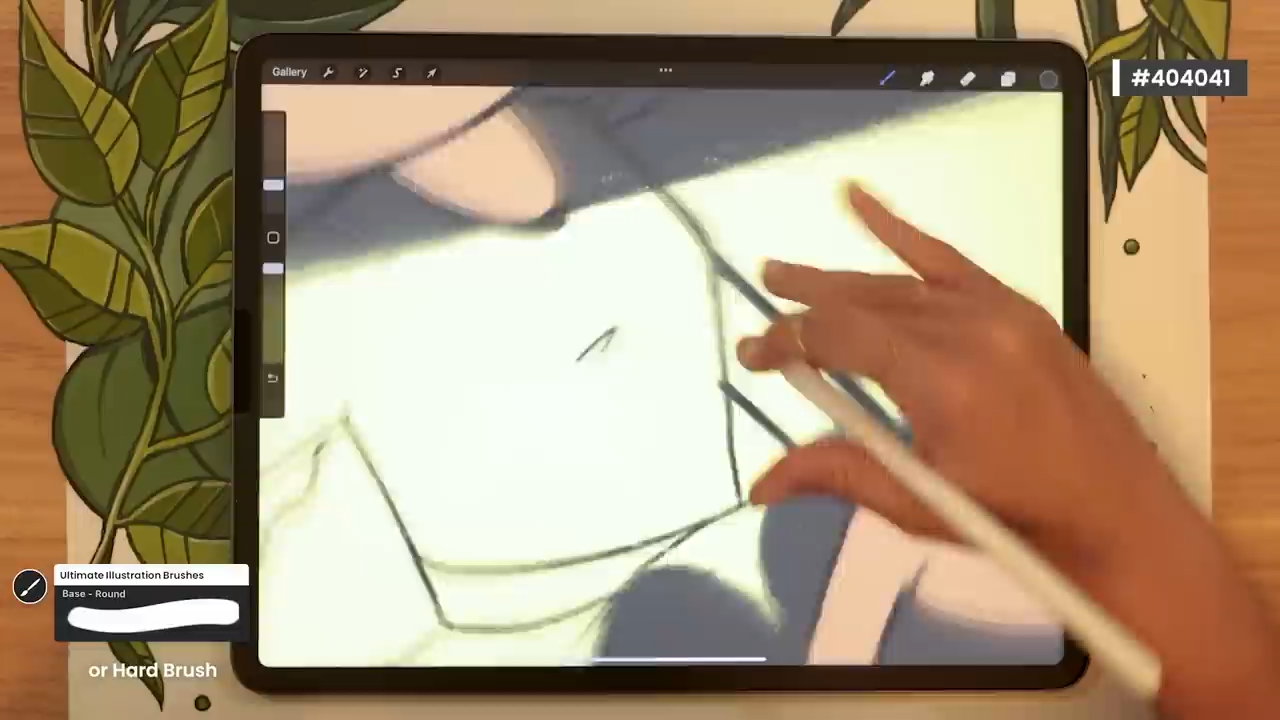 Gallery
#404041
Ultimate Illustration Brushes
Base - Round
or Hard Brush